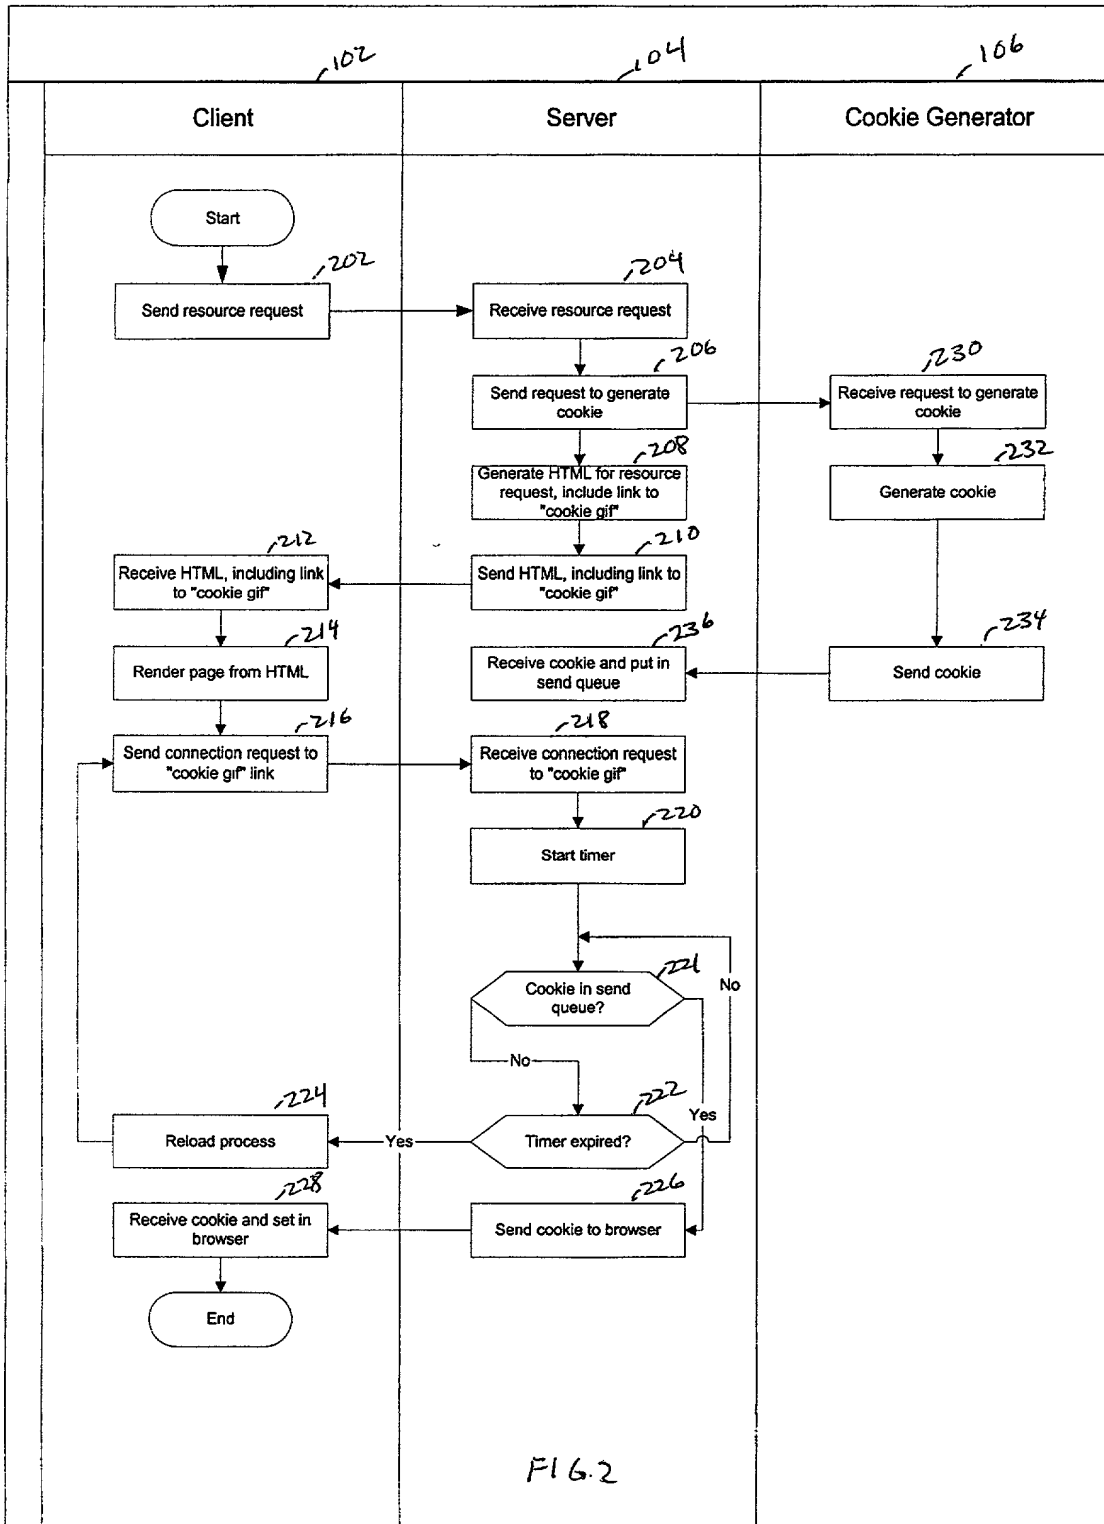 102
104
106
Client
Server
Cookie Generator
Start
202
204
Send resource request
Receive resource request
206
230
Send request to generate
cookie
Receive request to generate
cookie
208
232
Generate HTML for resource
request, include link to
"cookie gif"
Generate cookie
212
210
Receive HTML, including link
to "cookie gif"
Send HTML, including link to
"cookie gif"
214
236
234
Render page from HTML
Receive cookie and put in
send queue
Send cookie
216
218
Send connection request to
"cookie gif" link
Receive connection request
to "cookie gif"
220
Start timer
221
Cookie in send
queue?
No
No
224
222
Yes
Reload process
Yes
Timer expired?
228
226
Receive cookie and set in
browser
Send cookie to browser
End
FIG.2